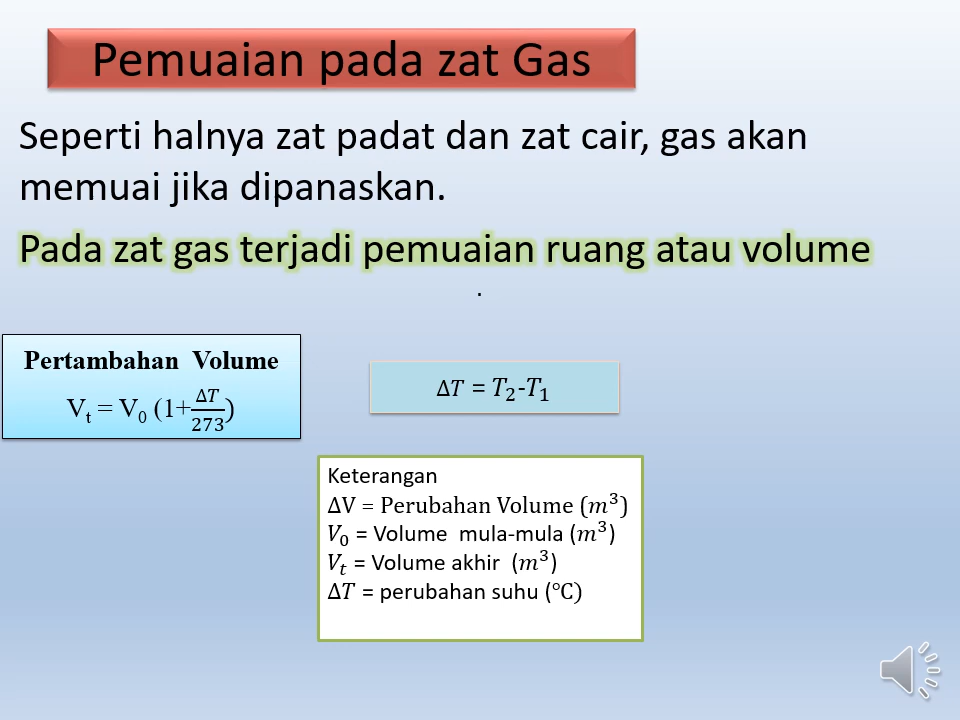 Pemuaian pada zat Gas
Seperti halnya zat padat dan zat cair, gas akan
memuai jika dipanaskan.
Pada zat gas terjadi pemuaian ruang atau volume
.
Pertambahan Volume
Vₜ = V₀ (1+ΔT/273)
ΔT = T₂-T₁
Keterangan
ΔV = Perubahan Volume (m³)
V₀ = Volume mula-mula (m³)
Vₜ = Volume akhir (m³)
ΔT = perubahan suhu (℃)